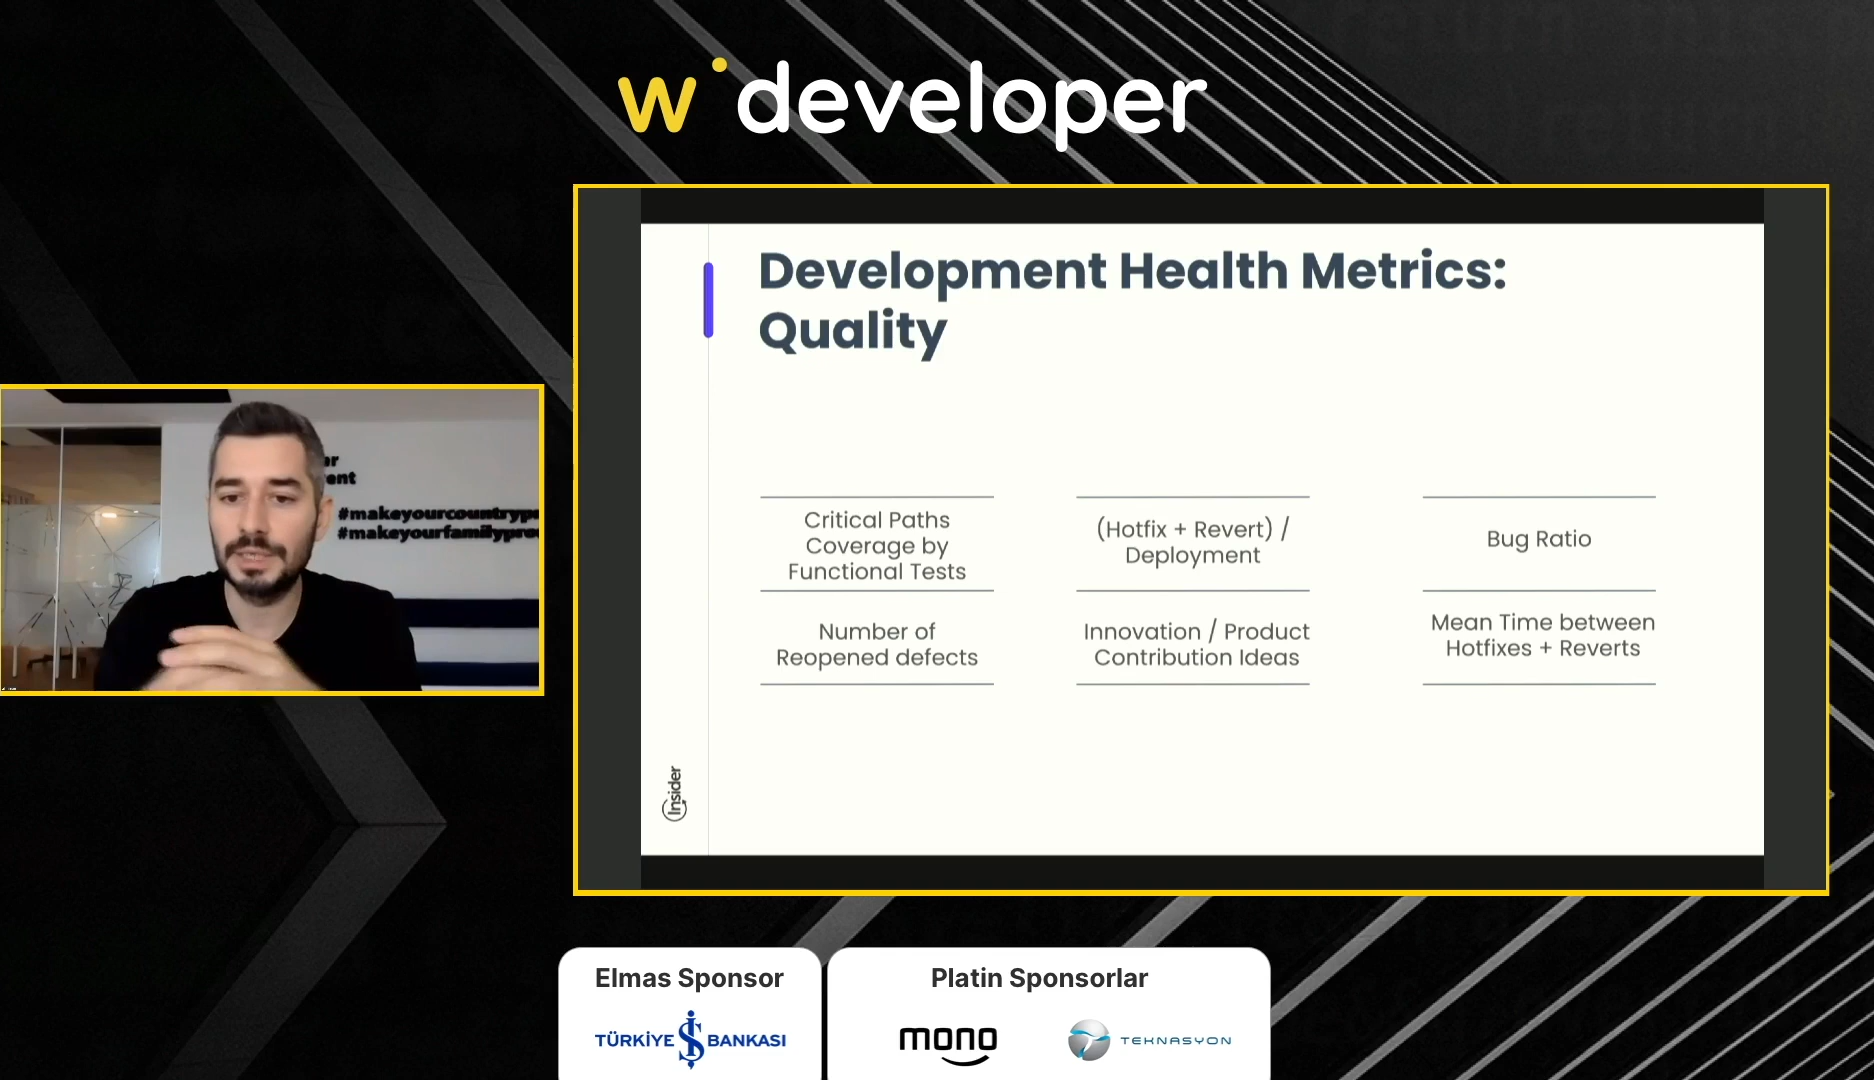 w developer
Development Health Metrics:
Quality
Critical Paths
Coverage by
Functional Tests
(Hotfix + Revert) /
Deployment
Bug Ratio
Number of
Reopened defects
Innovation / Product
Contribution Ideas
Mean Time between
Hotfixes + Reverts
Insider
#makeyourcountrypr
#makeyourfamilypro
Elmas Sponsor
TÜRKİYE İŞ BANKASI
Platin Sponsorlar
mono
TEKNASYON